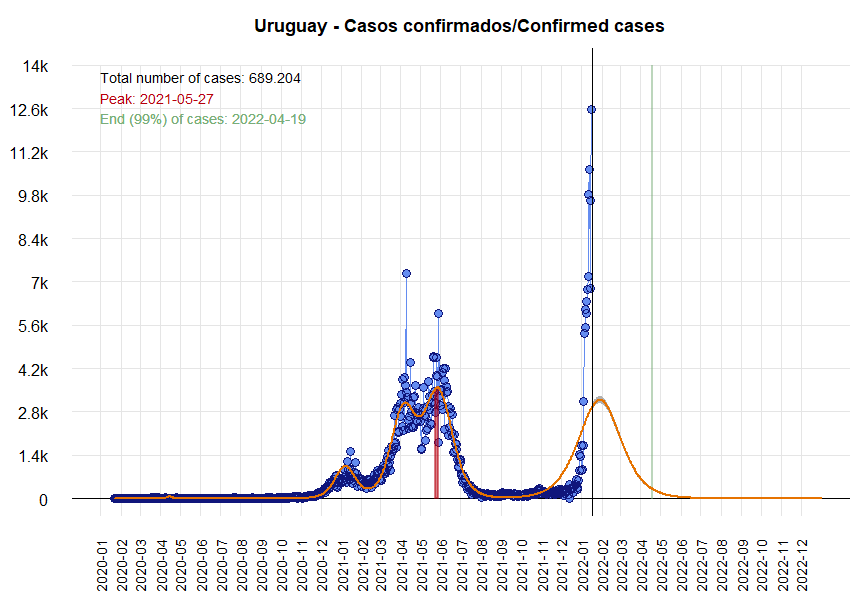 Uruguay - Casos confirmados/Confirmed cases
14k
Total number of cases: 689.204
Peak: 2021-05-27
12.6k
End (99%) of cases: 2022-04-19
11.2k
9.8k
8.4k
7k
5.6k
4.2k
2.8k
1.4k
0
2020-01
2020-02
2020-03
2020-04
2020-05
2020-06
2020-07
2020-08
2020-09
2020-10
2020-11
2020-12
2021-01
2021-02
2021-03
2021-04
2021-05
2021-06
2021-07
2021-08
2021-09
2021-10
2021-11
2021-12
2022-01
2022-02
2022-03
2022-04
2022-05
2022-06
2022-07
2022-08
2022-09
2022-10
2022-11
2022-12